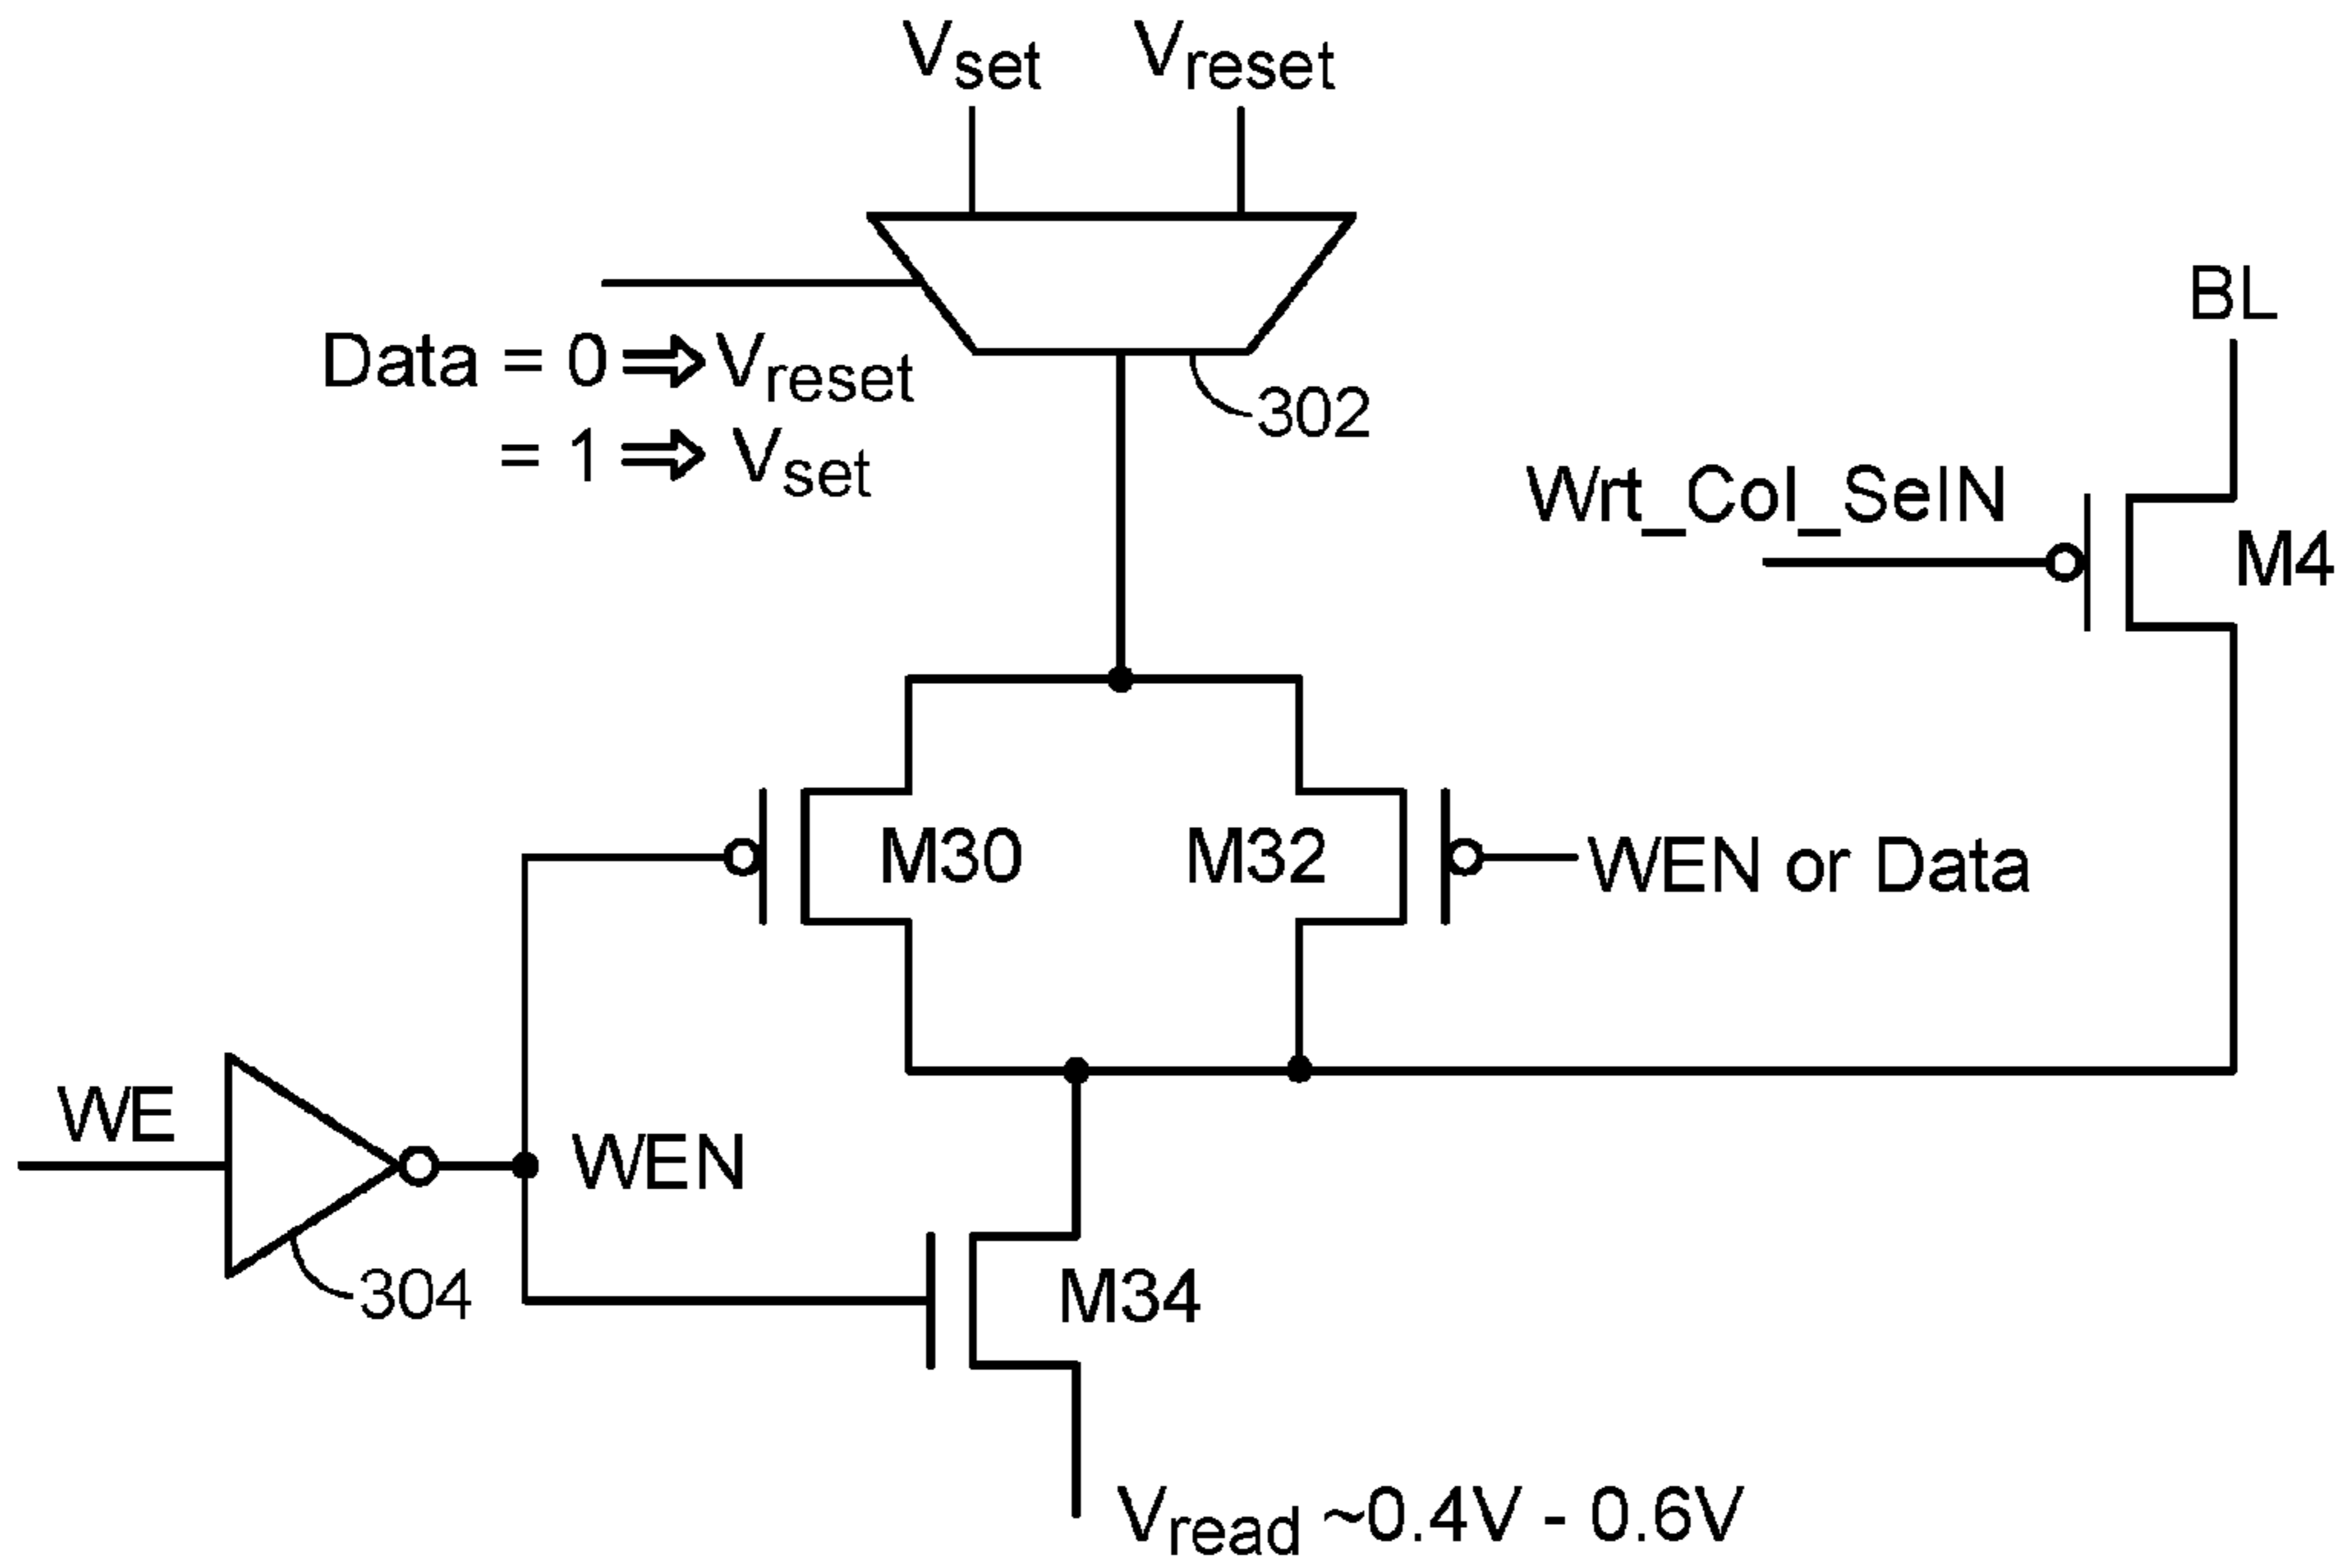 Vset Vreset
BL
Data = 0 ⇒ Vreset
302
= 1 ⇒ Vset
Wrt_Col_SelN
M4
M30 M32 WEN or Data
WE
WEN
304
M34
Vread ~0.4V - 0.6V